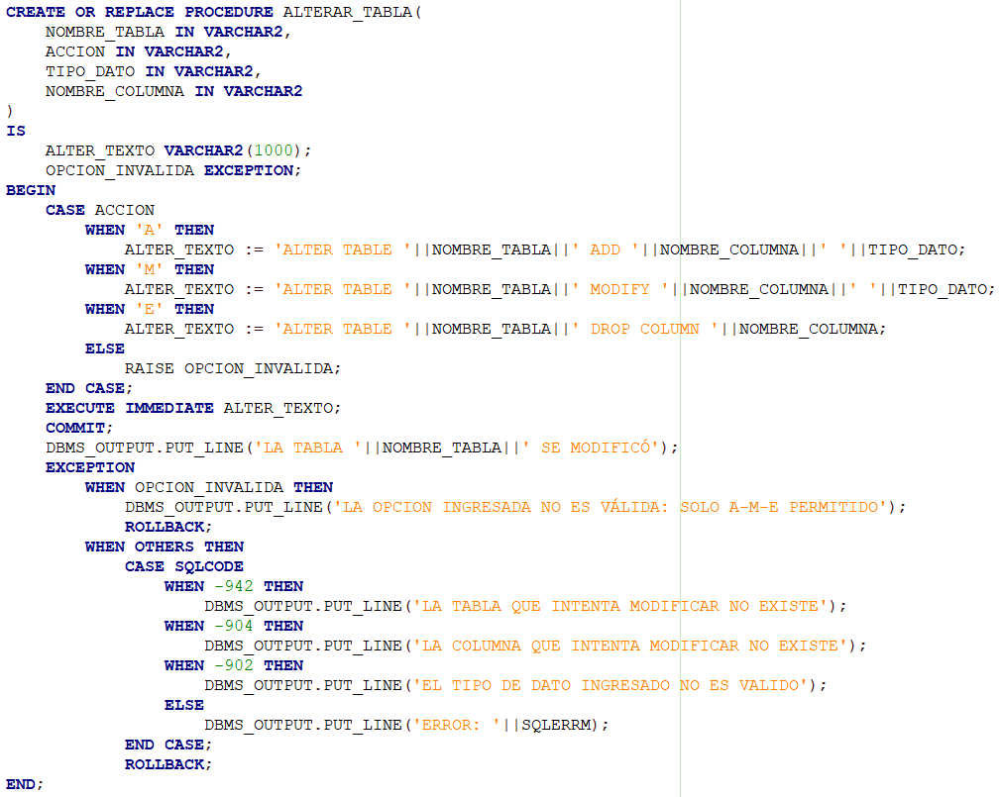 CREATE OR REPLACE PROCEDURE ALTERAR_TABLA(
    NOMBRE_TABLA IN VARCHAR2,
    ACCION IN VARCHAR2,
    TIPO_DATO IN VARCHAR2,
    NOMBRE_COLUMNA IN VARCHAR2
)
IS
    ALTER_TEXTO VARCHAR2(1000);
    OPCION_INVALIDA EXCEPTION;
BEGIN
    CASE ACCION
        WHEN 'A' THEN
            ALTER_TEXTO := 'ALTER TABLE '||NOMBRE_TABLA||' ADD '||NOMBRE_COLUMNA||' '||TIPO_DATO;
        WHEN 'M' THEN
            ALTER_TEXTO := 'ALTER TABLE '||NOMBRE_TABLA||' MODIFY '||NOMBRE_COLUMNA||' '||TIPO_DATO;
        WHEN 'E' THEN
            ALTER_TEXTO := 'ALTER TABLE '||NOMBRE_TABLA||' DROP COLUMN '||NOMBRE_COLUMNA;
        ELSE
            RAISE OPCION_INVALIDA;
    END CASE;
    EXECUTE IMMEDIATE ALTER_TEXTO;
    COMMIT;
    DBMS_OUTPUT.PUT_LINE('LA TABLA '||NOMBRE_TABLA||' SE MODIFICÓ');
    EXCEPTION
        WHEN OPCION_INVALIDA THEN
            DBMS_OUTPUT.PUT_LINE('LA OPCION INGRESADA NO ES VÁLIDA: SOLO A-M-E PERMITIDO');
            ROLLBACK;
        WHEN OTHERS THEN
            CASE SQLCODE
                WHEN -942 THEN
                    DBMS_OUTPUT.PUT_LINE('LA TABLA QUE INTENTA MODIFICAR NO EXISTE');
                WHEN -904 THEN
                    DBMS_OUTPUT.PUT_LINE('LA COLUMNA QUE INTENTA MODIFICAR NO EXISTE');
                WHEN -902 THEN
                    DBMS_OUTPUT.PUT_LINE('EL TIPO DE DATO INGRESADO NO ES VALIDO');
                ELSE
                    DBMS_OUTPUT.PUT_LINE('ERROR: '||SQLERRM);
            END CASE;
            ROLLBACK;
END;